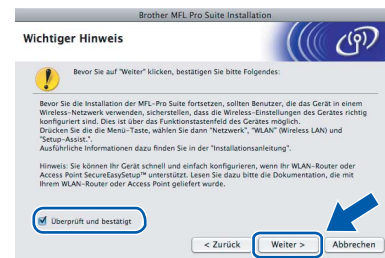 Brother MFL Pro Suite Installation
Wichtiger Hinweis
Bevor Sie auf "Weiter" klicken, bestätigen Sie bitte Folgendes:
Bevor Sie die Installation der MFL-Pro Suite fortsetzen, sollten Benutzer, die das Gerät in einem
Wireless-Netzwerk verwenden, sicherstellen, dass die Wireless-Einstellungen des Gerätes richtig
konfiguriert sind. Dies ist über das Funktionstastenfeld des Gerätes möglich.
Drücken Sie die die Menü-Taste, wählen Sie dann "Netzwerk", "WLAN" (Wireless LAN) und
"Setup-Assist.".
Ausführliche Informationen dazu finden Sie in der "Installationsanleitung".
Hinweis: Sie können Ihr Gerät schnell und einfach konfigurieren, wenn Ihr WLAN-Router oder
Access Point SecureEasySetup™ unterstützt. Lesen Sie dazu bitte die Dokumentation, die mit
Ihrem WLAN-Router oder Access Point geliefert wurde.
Überprüft und bestätigt
< Zurück Weiter > Abbrechen